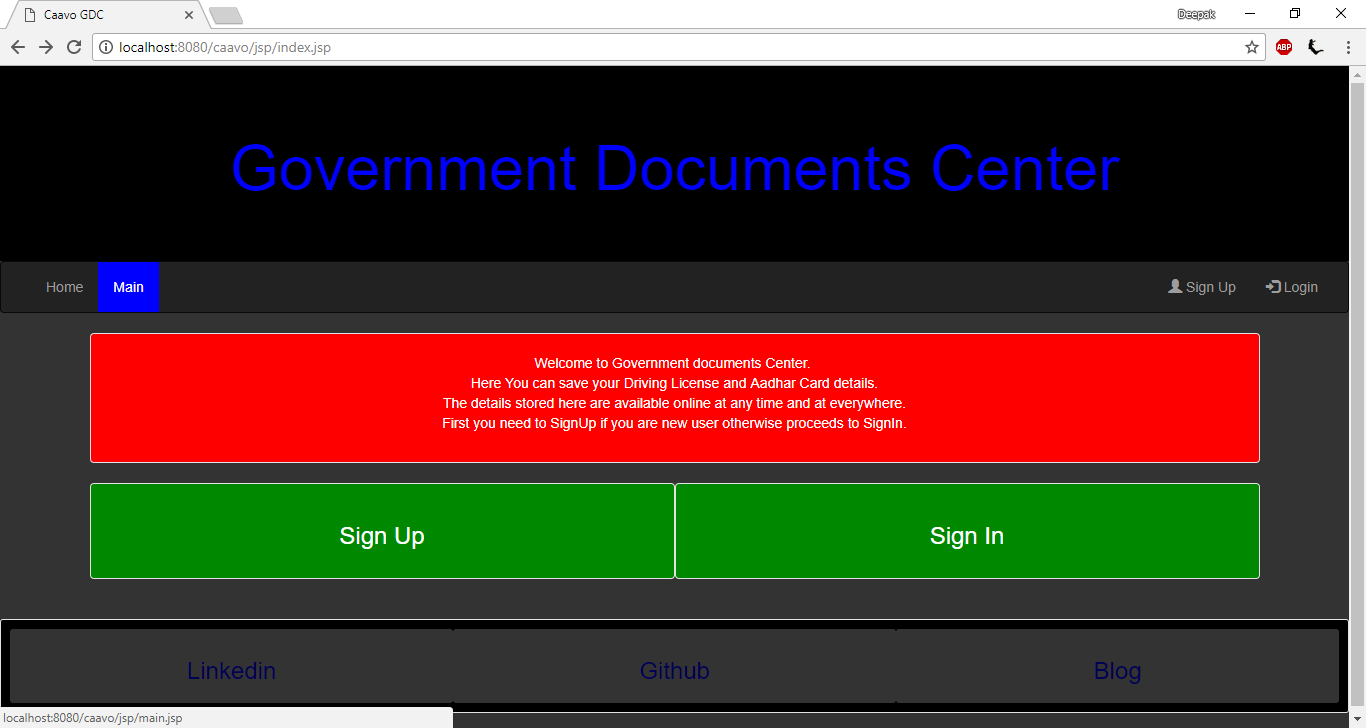 Caavo GDC
Deepak
localhost:8080/caavo/jsp/index.jsp
ABP
Government Documents Center
Home Main Sign Up Login
Welcome to Government documents Center.
Here You can save your Driving License and Aadhar Card details.
The details stored here are available online at any time and at everywhere.
First you need to SignUp if you are new user otherwise proceeds to SignIn.
Sign Up Sign In
Linkedin Github Blog
localhost:8080/caavo/jsp/main.jsp